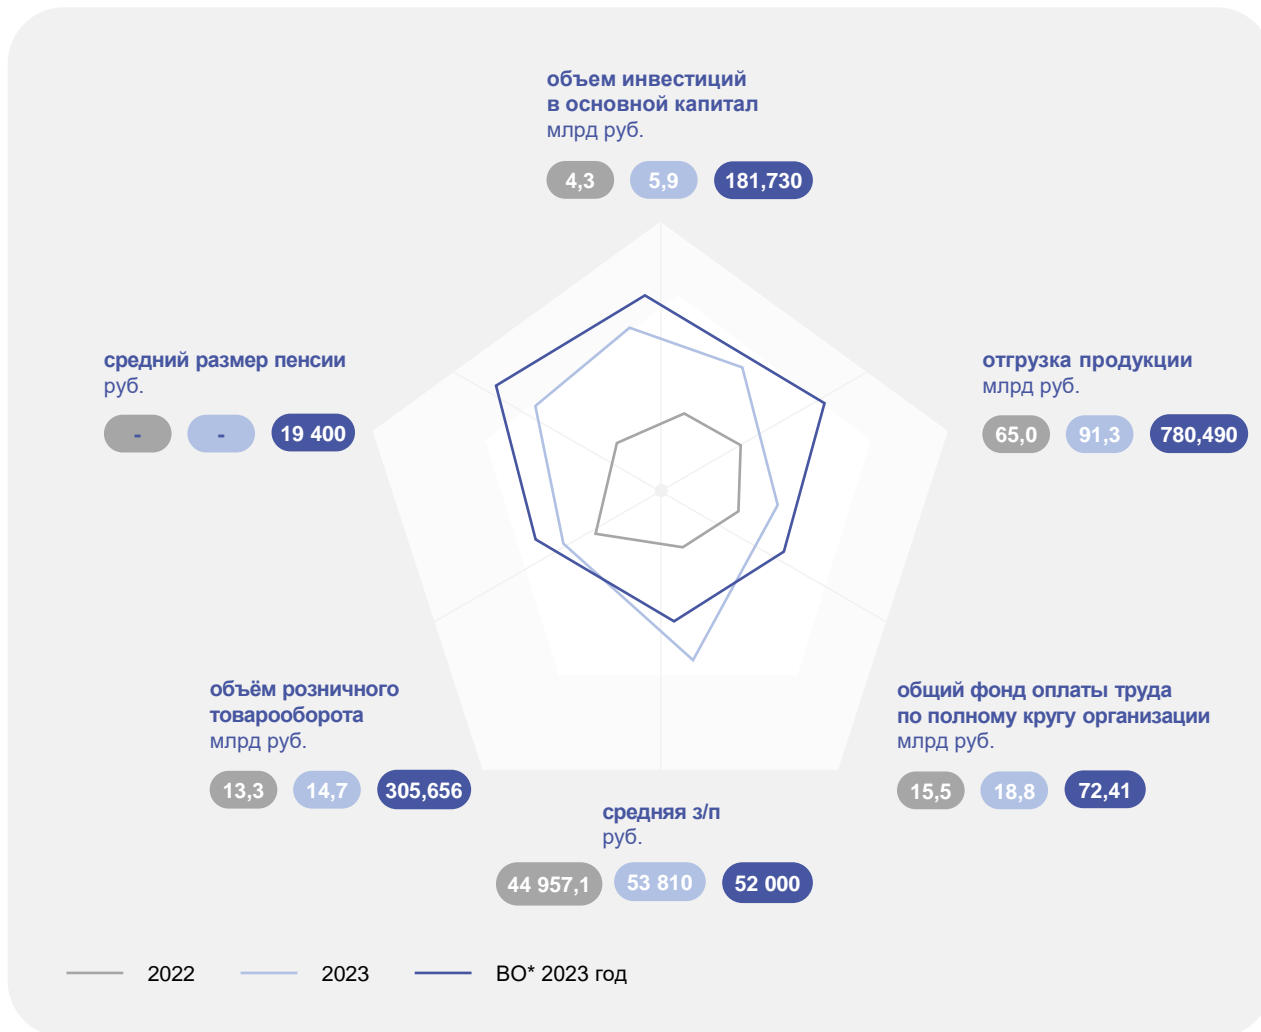 объем инвестиций
в основной капитал
млрд руб.
4,3 5,9 181,730
средний размер пенсии
руб.
- - 19 400
отгрузка продукции
млрд руб.
65,0 91,3 780,490
объём розничного
товарооборота
млрд руб.
13,3 14,7 305,656
общий фонд оплаты труда
по полному кругу организации
млрд руб.
15,5 18,8 72,41
средняя з/п
руб.
44 957,1 53 810 52 000
2022 2023 ВО* 2023 год